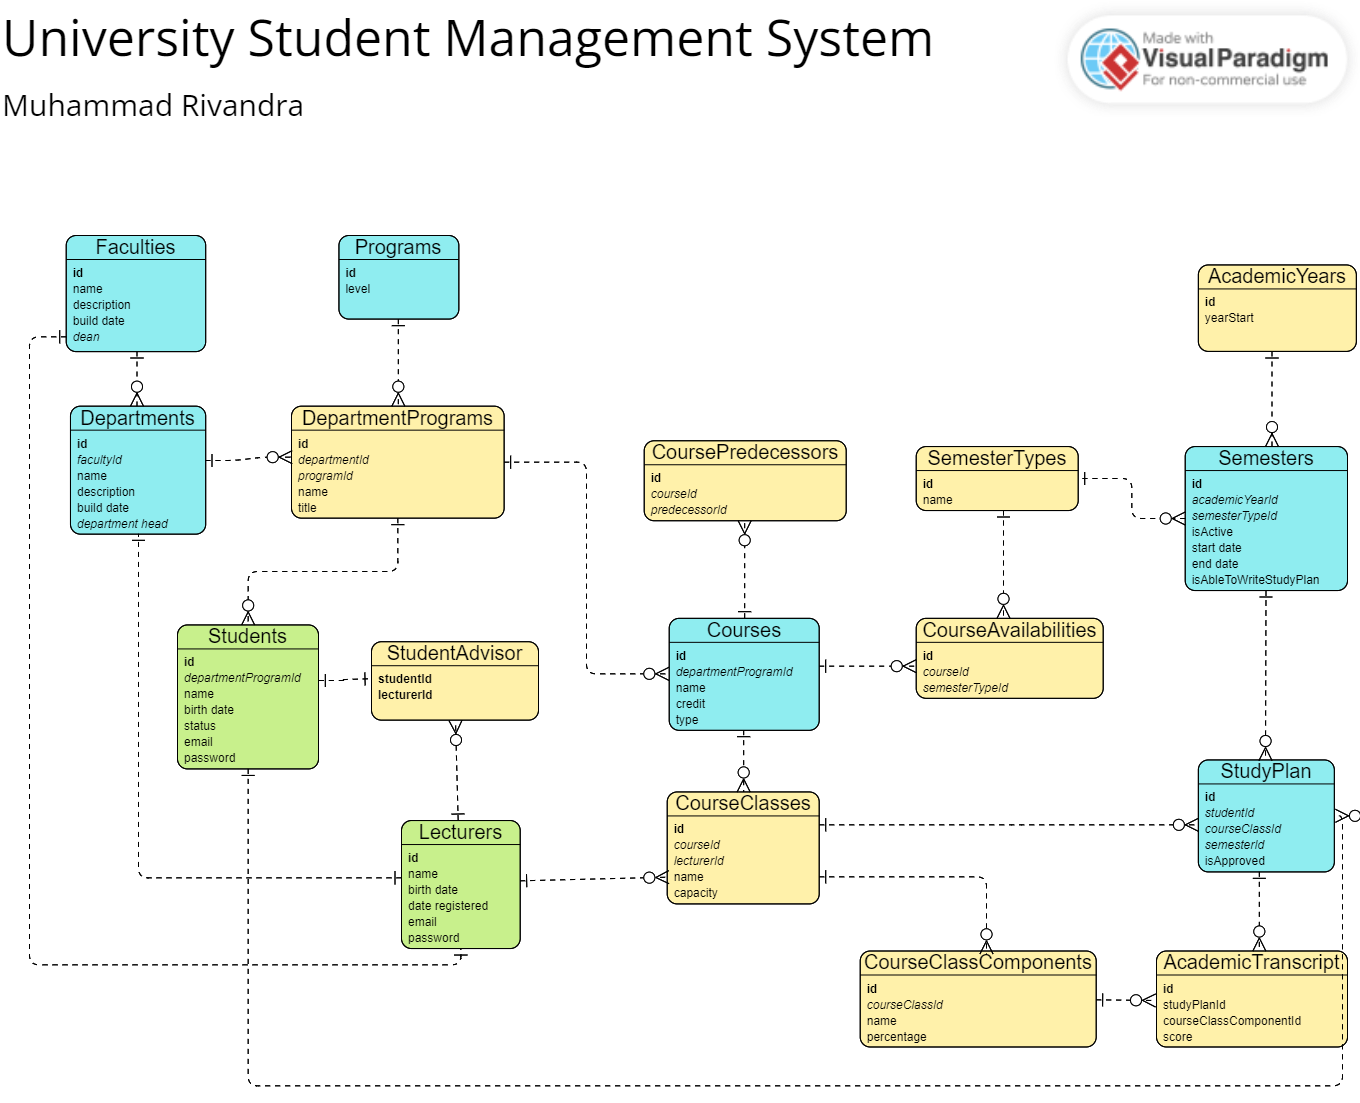 University Student Management System
Muhammad Rivandra
Made with
VisualParadigm
For non-commercial use
Faculties
id
name
description
build date
dean
Programs
id
level
AcademicYears
id
yearStart
Departments
id
facultyId
name
description
build date
department head
DepartmentPrograms
id
departmentId
programId
name
title
CoursePredecessors
id
courseId
predecessorId
SemesterTypes
id
name
Semesters
id
academicYearId
semesterTypeId
isActive
start date
end date
isAbleToWriteStudyPlan
Students
id
departmentProgramId
name
birth date
status
email
password
StudentAdvisor
studentId
lecturerId
Courses
id
departmentProgramId
name
credit
type
CourseAvailabilities
id
courseId
semesterTypeId
StudyPlan
id
studentId
courseClassId
semesterId
isApproved
Lecturers
id
name
birth date
date registered
email
password
CourseClasses
id
courseId
lecturerId
name
capacity
CourseClassComponents
id
courseClassId
name
percentage
AcademicTranscript
id
studyPlanId
courseClassComponentId
score